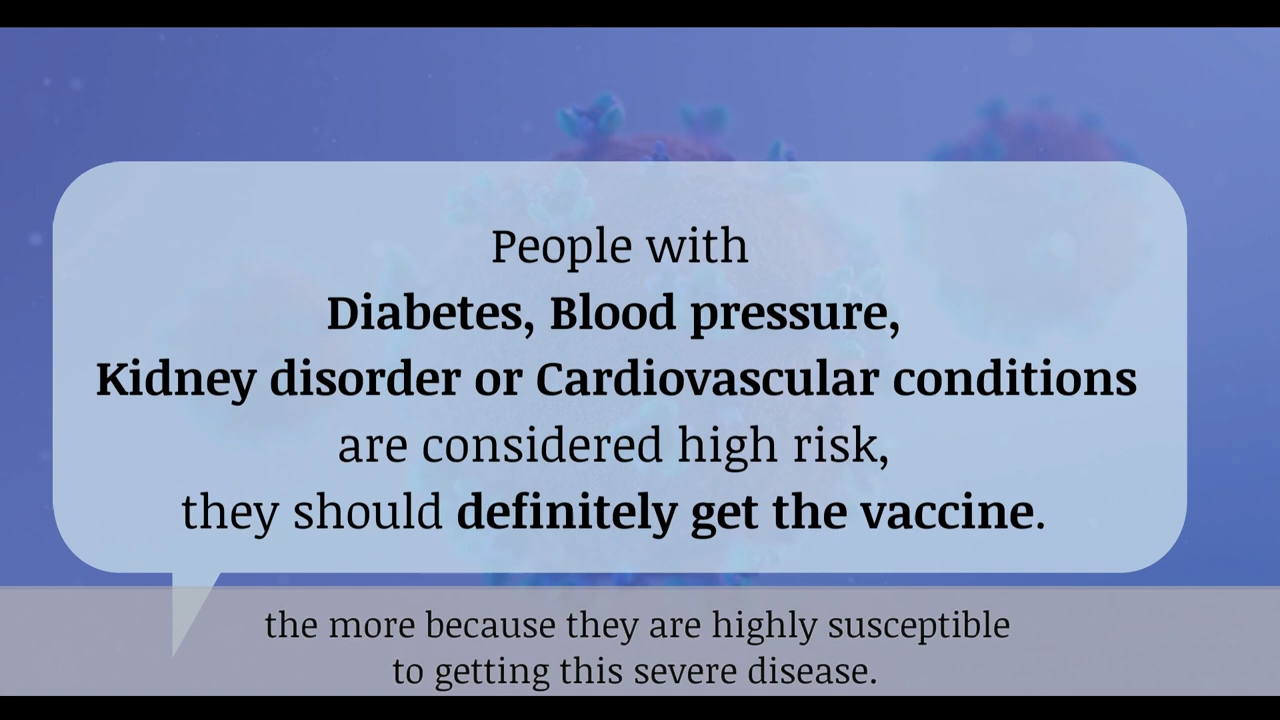 People with
Diabetes, Blood pressure,
Kidney disorder or Cardiovascular conditions
are considered high risk,
they should definitely get the vaccine.
the more because they are highly susceptible
to getting this severe disease.